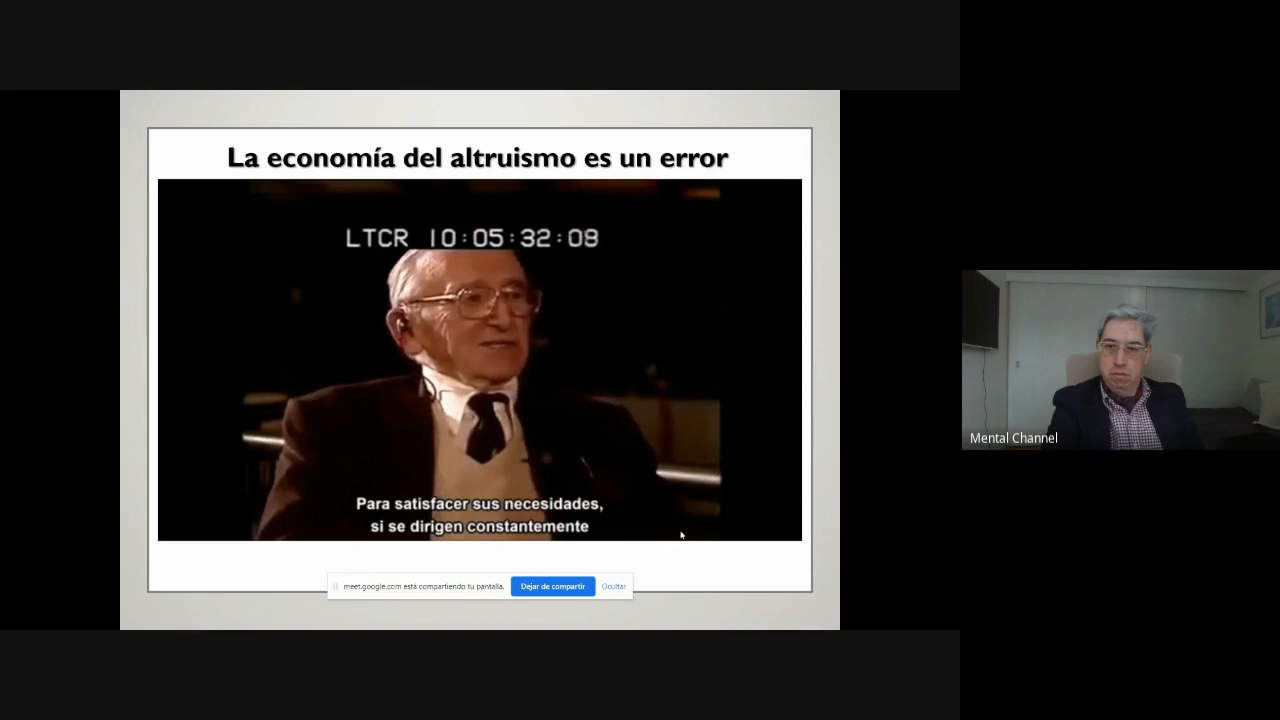 La economía del altruismo es un error
LTCR 10:05:32:08
Para satisfacer sus necesidades,
si se dirigen constantemente
meet.google.com está compartiendo tu pantalla.
Dejar de compartir
Ocultar
Mental Channel